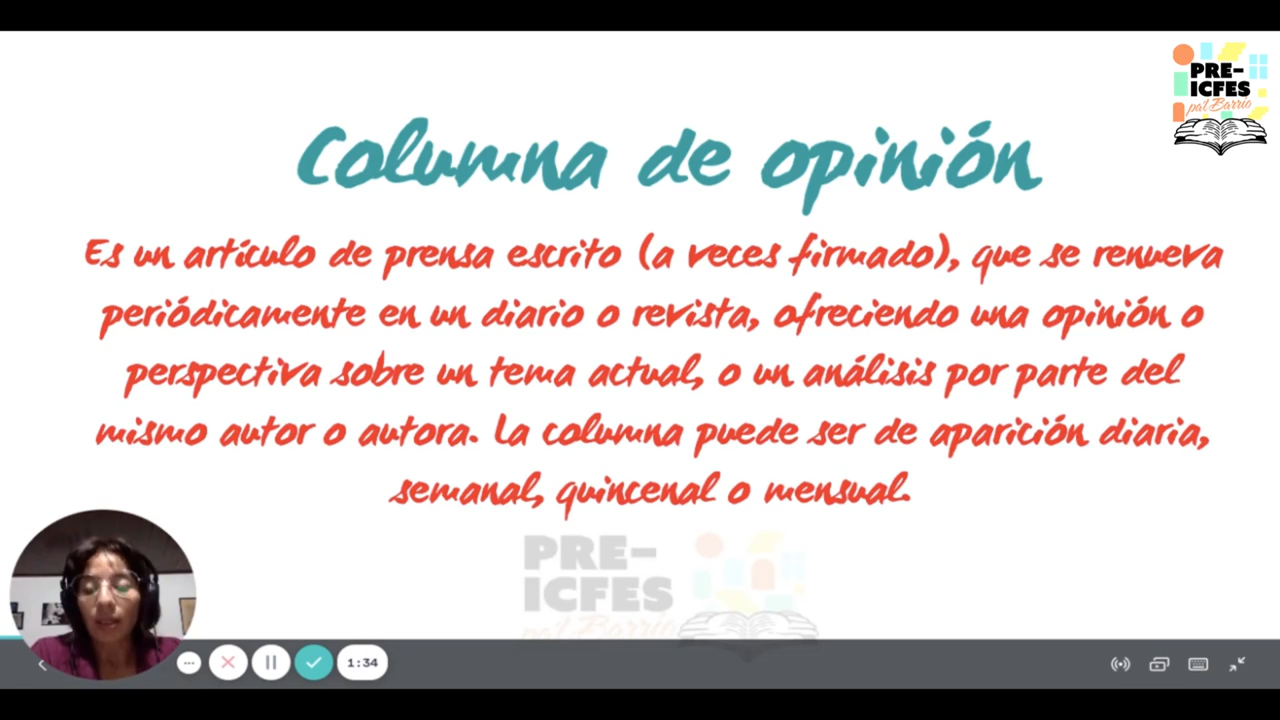 PRE-
ICFES
pa'l Barrio
Columna de opinión
Es un artículo de prensa escrito (a veces firmado), que se renueva
periódicamente en un diario o revista, ofreciendo una opinión o
perspectiva sobre un tema actual, o un análisis por parte del
mismo autor o autora. La columna puede ser de aparición diaria,
semanal, quincenal o mensual.
PRE-
ICFES
pa'l Barrio
1:34